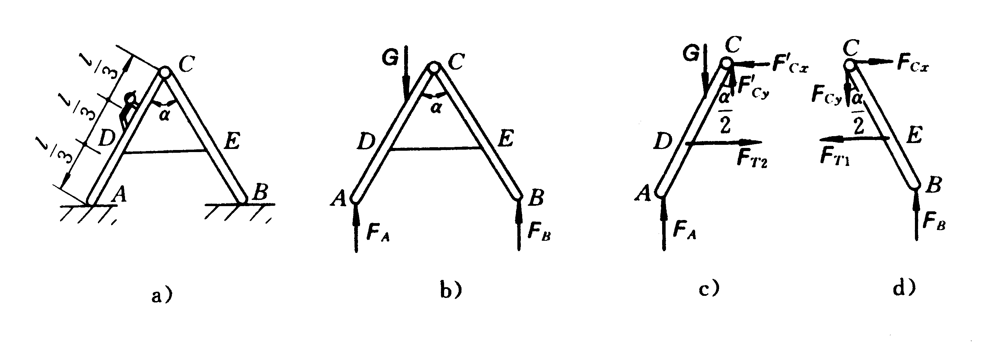 l/3
l/3
l/3
C
α
D
E
A
B
a)
G
C
α
D
E
A
B
F_A
F_B
b)
G
C
F'_Cx
F'_Cy
α/2
D
F_T2
A
F_A
c)
C
F_Cx
F_Cy
α/2
E
F_T1
B
F_B
d)